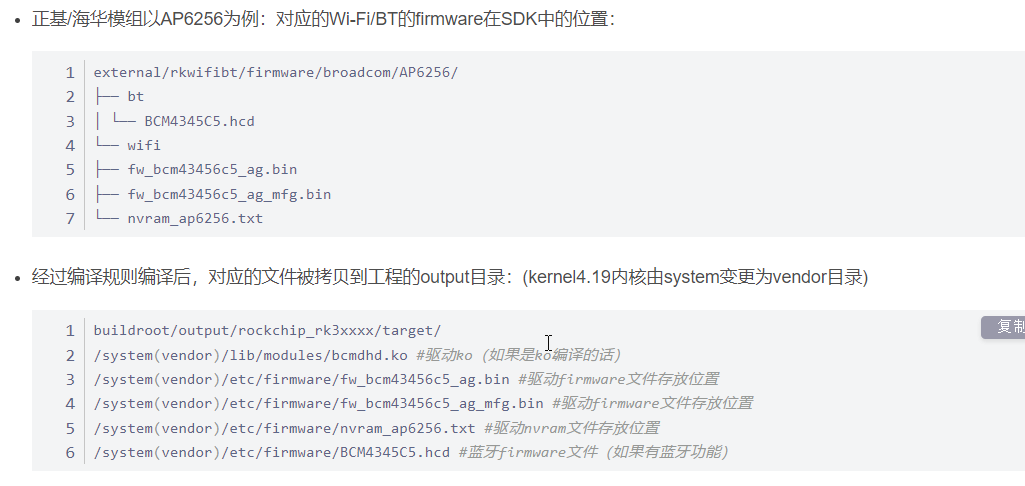 • 正基/海华模组以AP6256为例：对应的Wi-Fi/BT的firmware在SDK中的位置：
1 external/rkwifibt/firmware/broadcom/AP6256/
2 ├── bt
3 │ └── BCM4345C5.hcd
4 └── wifi
5 ├── fw_bcm43456c5_ag.bin
6 ├── fw_bcm43456c5_ag_mfg.bin
7 └── nvram_ap6256.txt
• 经过编译规则编译后，对应的文件被拷贝到工程的output目录：(kernel4.19内核由system变更为vendor目录)
复制
1 buildroot/output/rockchip_rk3xxxx/target/
2 /system(vendor)/lib/modules/bcmdhd.ko #驱动ko（如果是ko编译的话）
3 /system(vendor)/etc/firmware/fw_bcm43456c5_ag.bin #驱动firmware文件存放位置
4 /system(vendor)/etc/firmware/fw_bcm43456c5_ag_mfg.bin #驱动firmware文件存放位置
5 /system(vendor)/etc/firmware/nvram_ap6256.txt #驱动nvram文件存放位置
6 /system(vendor)/etc/firmware/BCM4345C5.hcd #蓝牙firmware文件（如果有蓝牙功能）